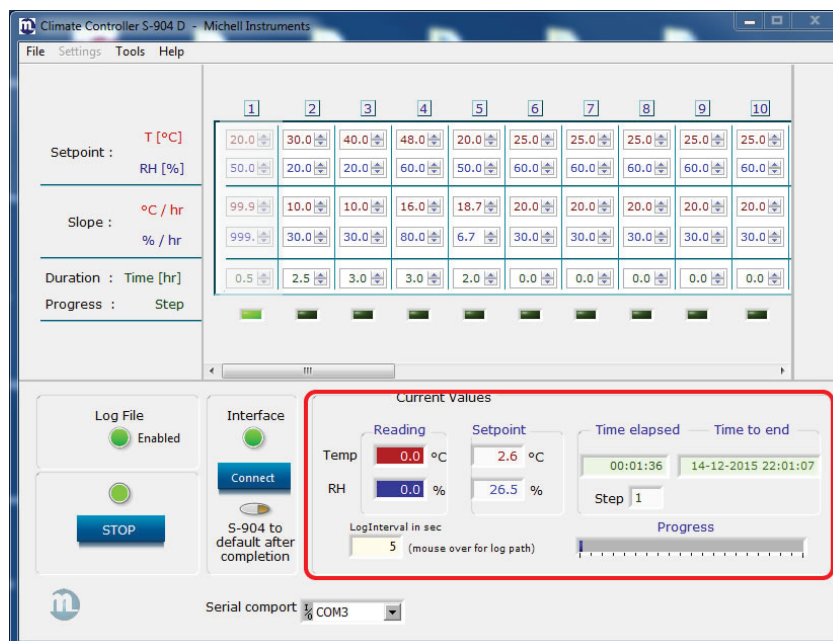 Climate Controller S-904 D - Michell Instruments
File Settings Tools Help
1 2 3 4 5 6 7 8 9 10
Setpoint : T [°C] 20.0 30.0 40.0 48.0 20.0 25.0 25.0 25.0 25.0 25.0
RH [%] 50.0 20.0 20.0 60.0 50.0 60.0 60.0 60.0 60.0 60.0
Slope : °C / hr 99.9 10.0 10.0 16.0 18.7 20.0 20.0 20.0 20.0 20.0
% / hr 999. 30.0 30.0 80.0 6.7 30.0 30.0 30.0 30.0 30.0
Duration : Time [hr] 0.5 2.5 3.0 3.0 2.0 0.0 0.0 0.0 0.0 0.0
Progress : Step
Log File
Enabled
STOP
Interface
Connect
S-904 to
default after
completion
Current Values
Reading Setpoint Time elapsed Time to end
Temp 0.0 °C 2.6 °C 00:01:36 14-12-2015 22:01:07
RH 0.0 % 26.5 % Step 1
LogInterval in sec
5 (mouse over for log path)
Progress
Serial comport COM3